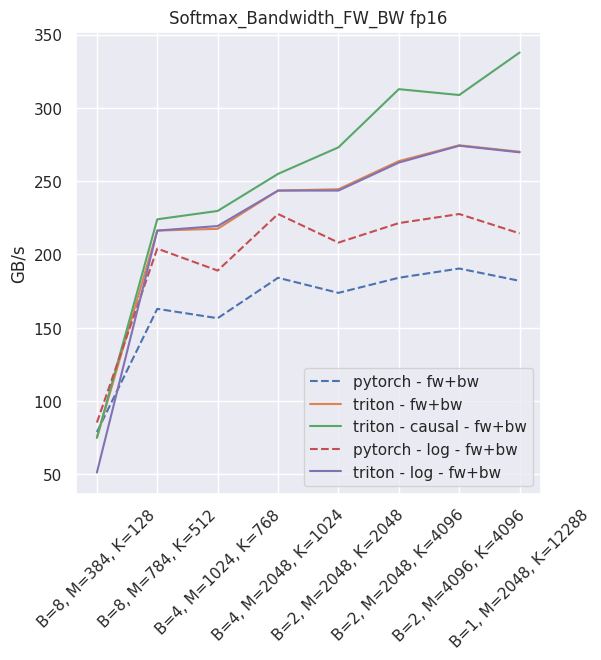 Softmax_Bandwidth_FW_BW fp16
GB/s
350
300
250
200
150
100
50
pytorch - fw+bw
triton - fw+bw
triton - causal - fw+bw
pytorch - log - fw+bw
triton - log - fw+bw
B=8, M=384, K=128
B=8, M=784, K=512
B=4, M=1024, K=768
B=4, M=2048, K=1024
B=2, M=2048, K=2048
B=2, M=2048, K=4096
B=2, M=4096, K=4096
B=1, M=2048, K=12288